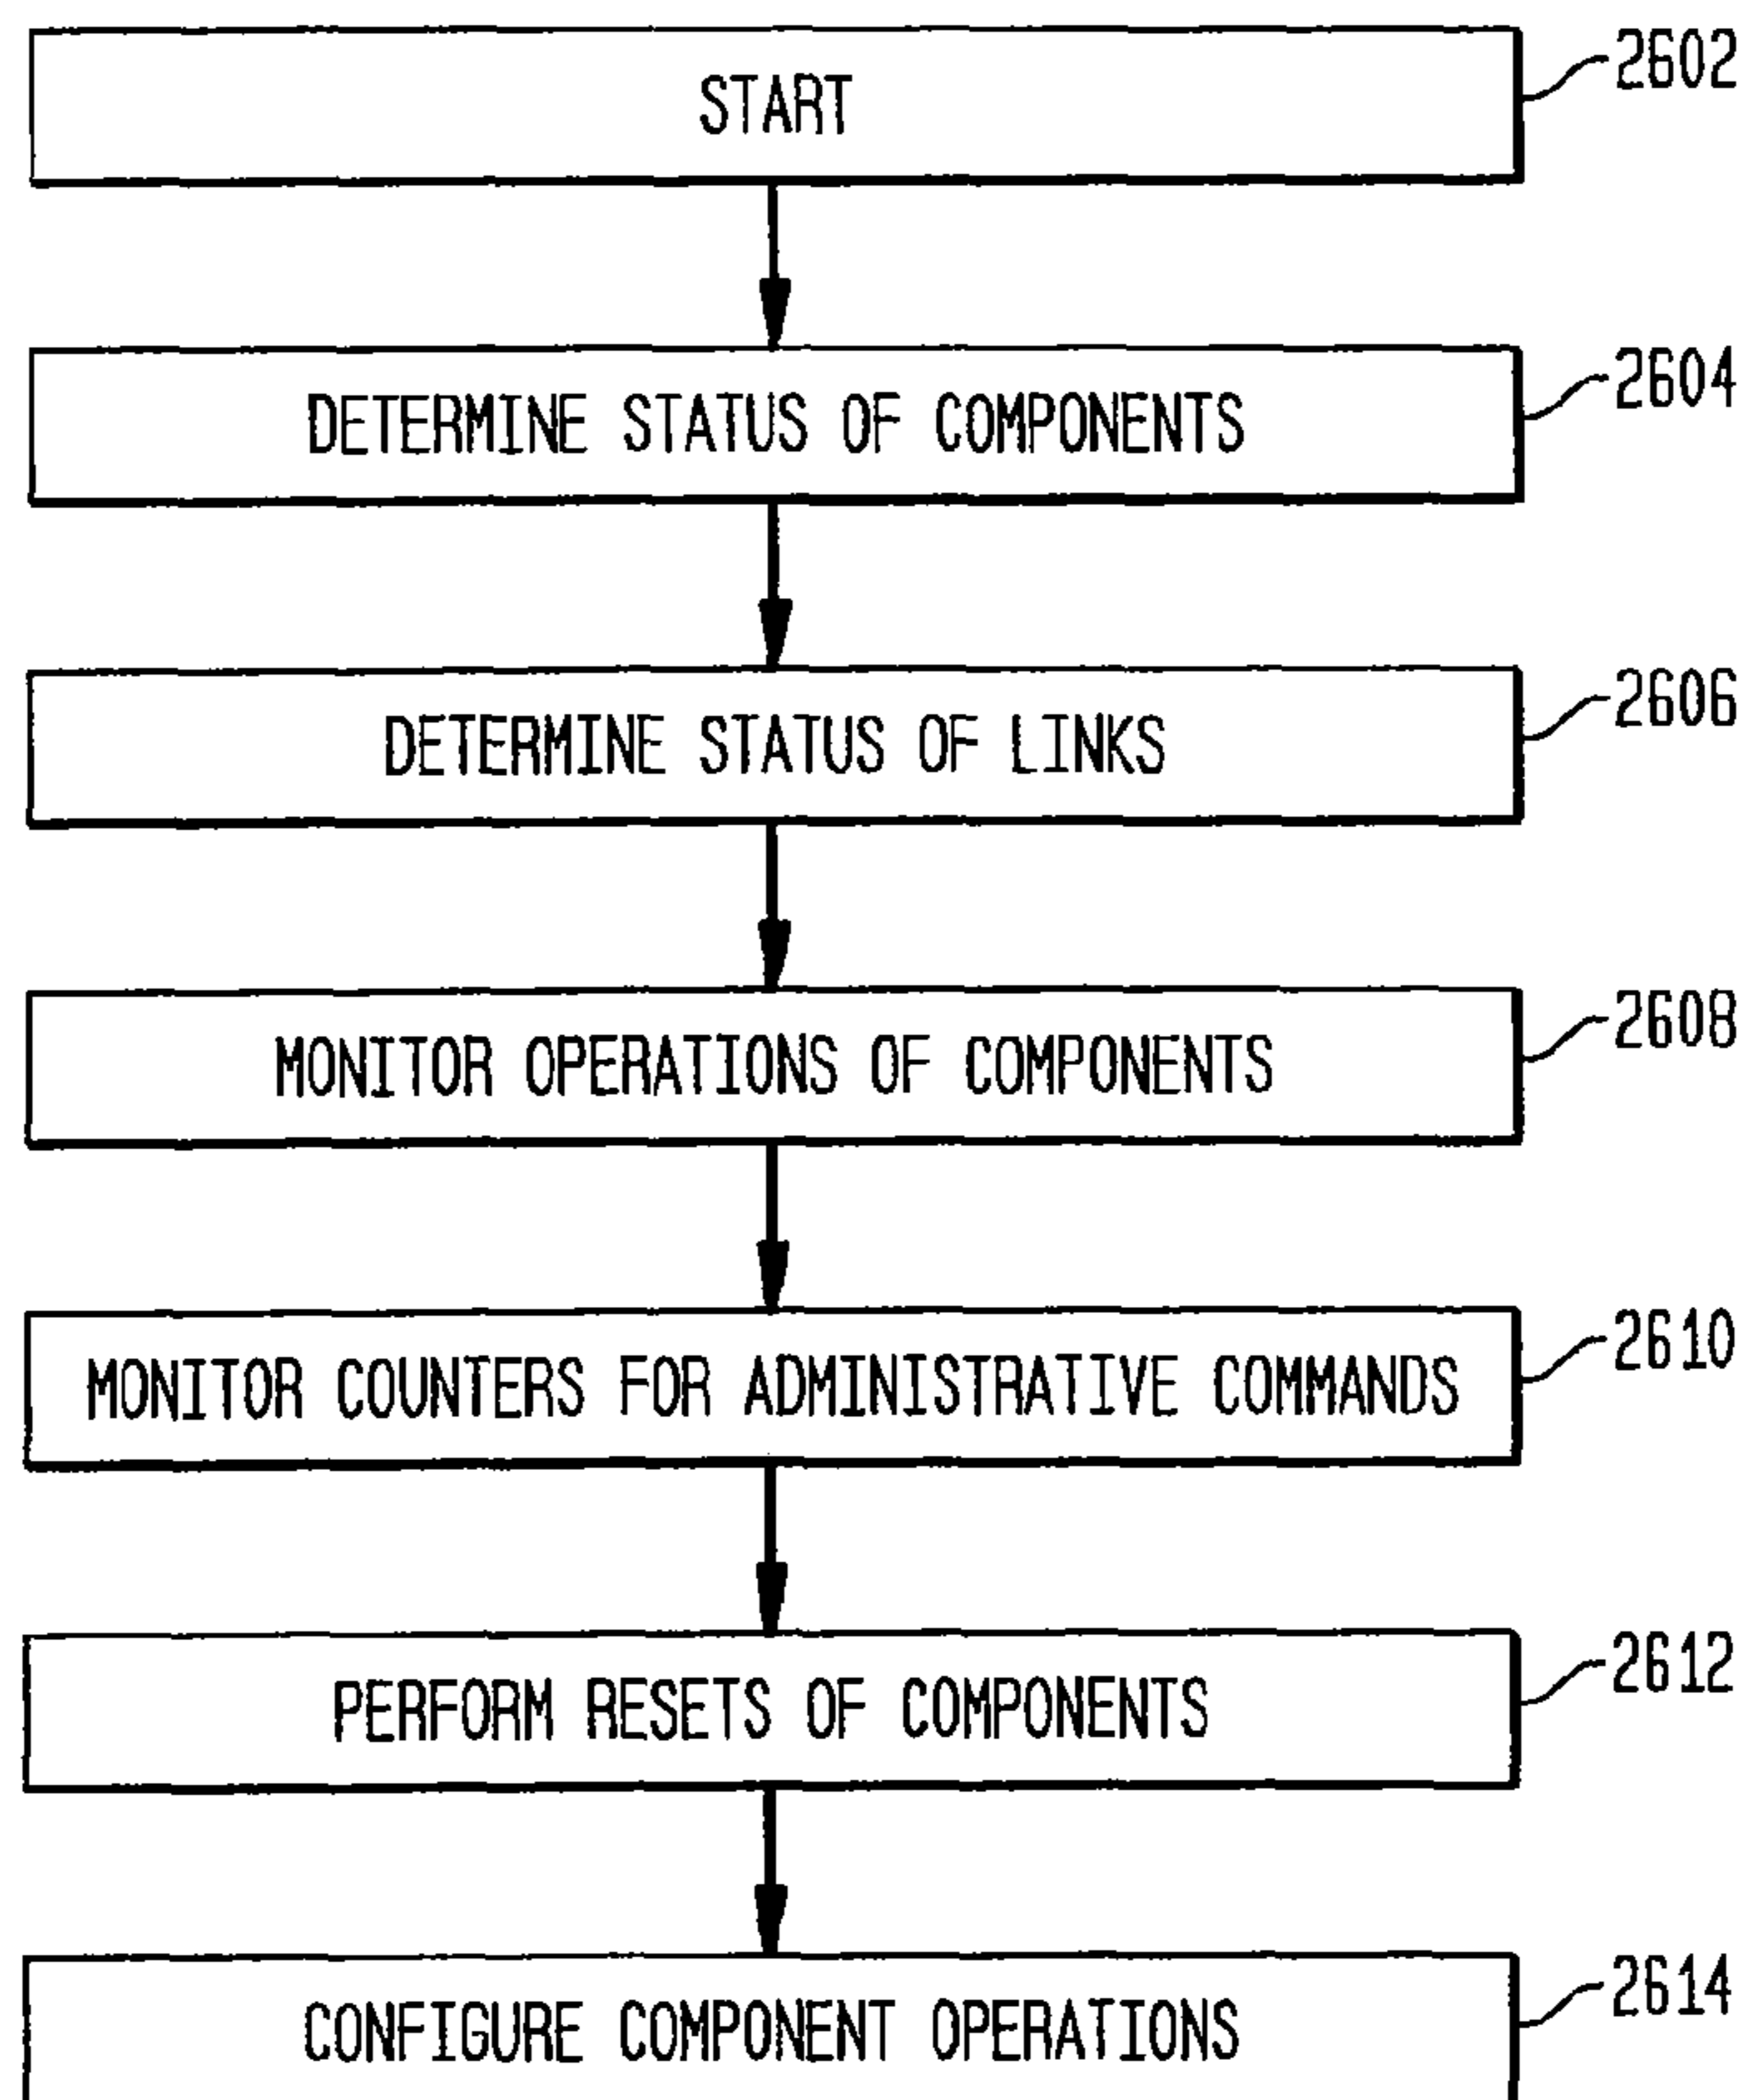 START
2602
DETERMINE STATUS OF COMPONENTS
2604
DETERMINE STATUS OF LINKS
2606
MONITOR OPERATIONS OF COMPONENTS
2608
MONITOR COUNTERS FOR ADMINISTRATIVE COMMANDS
2610
PERFORM RESETS OF COMPONENTS
2612
CONFIGURE COMPONENT OPERATIONS
2614